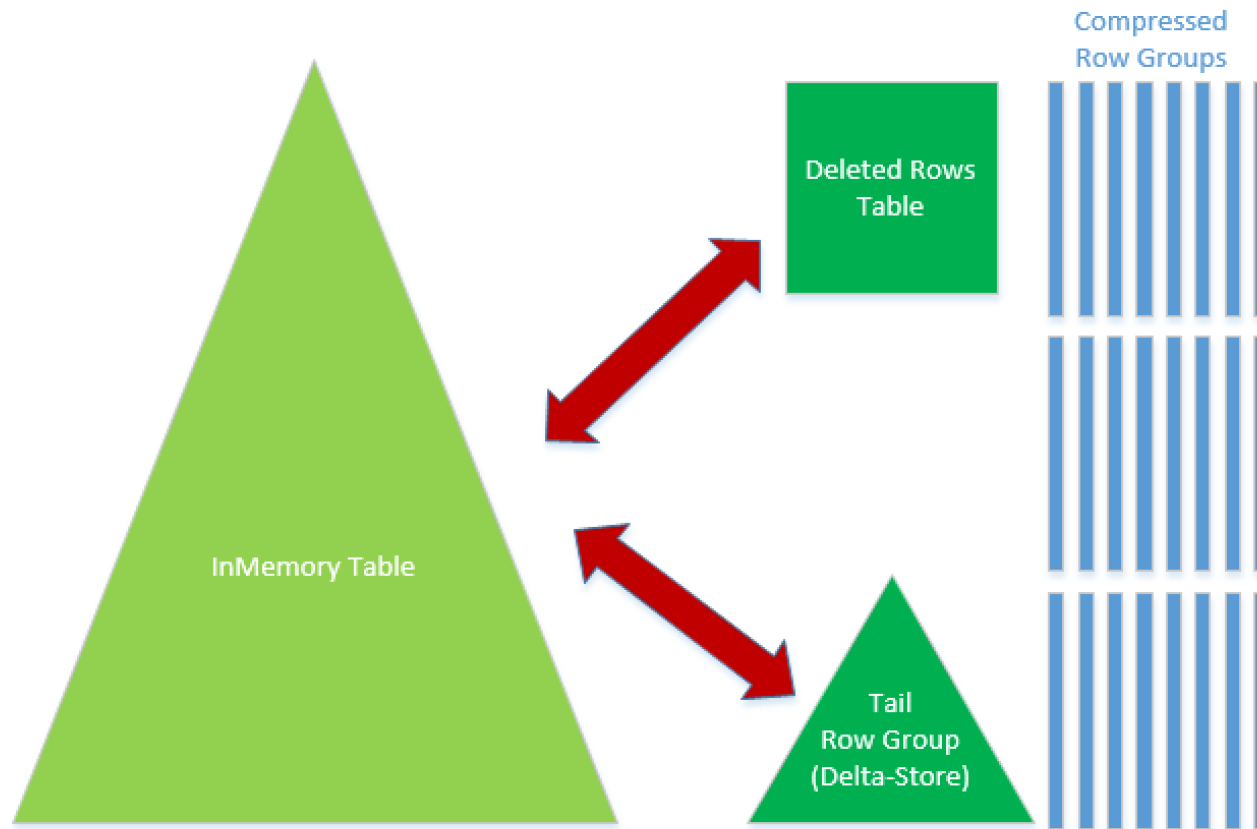 Compressed
Row Groups
Deleted Rows
Table
InMemory Table
Tail
Row Group
(Delta-Store)